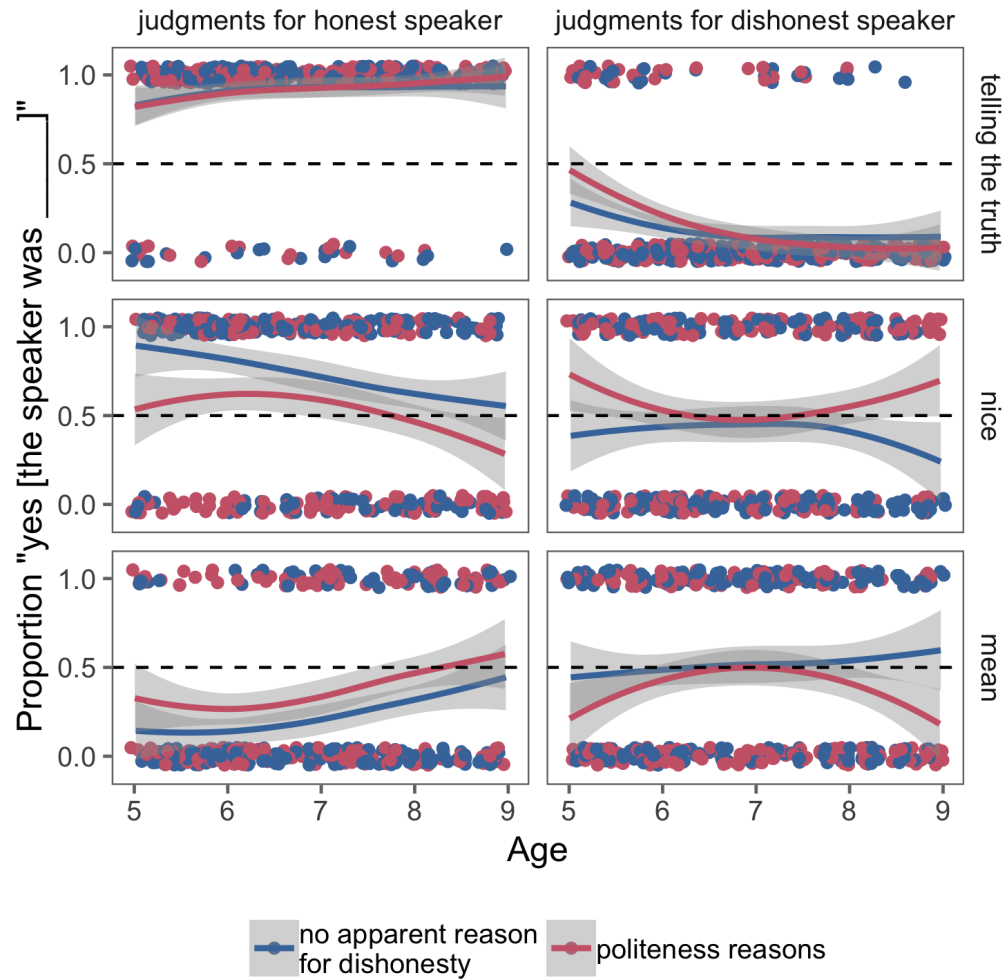 judgments for honest speaker
judgments for dishonest speaker
Proportion "yes [the speaker was _______]"
1.0
0.5
0.0
telling the truth
1.0
0.5
0.0
nice
1.0
0.5
0.0
mean
5 6 7 8 9
5 6 7 8 9
Age
no apparent reason
for dishonesty
politeness reasons